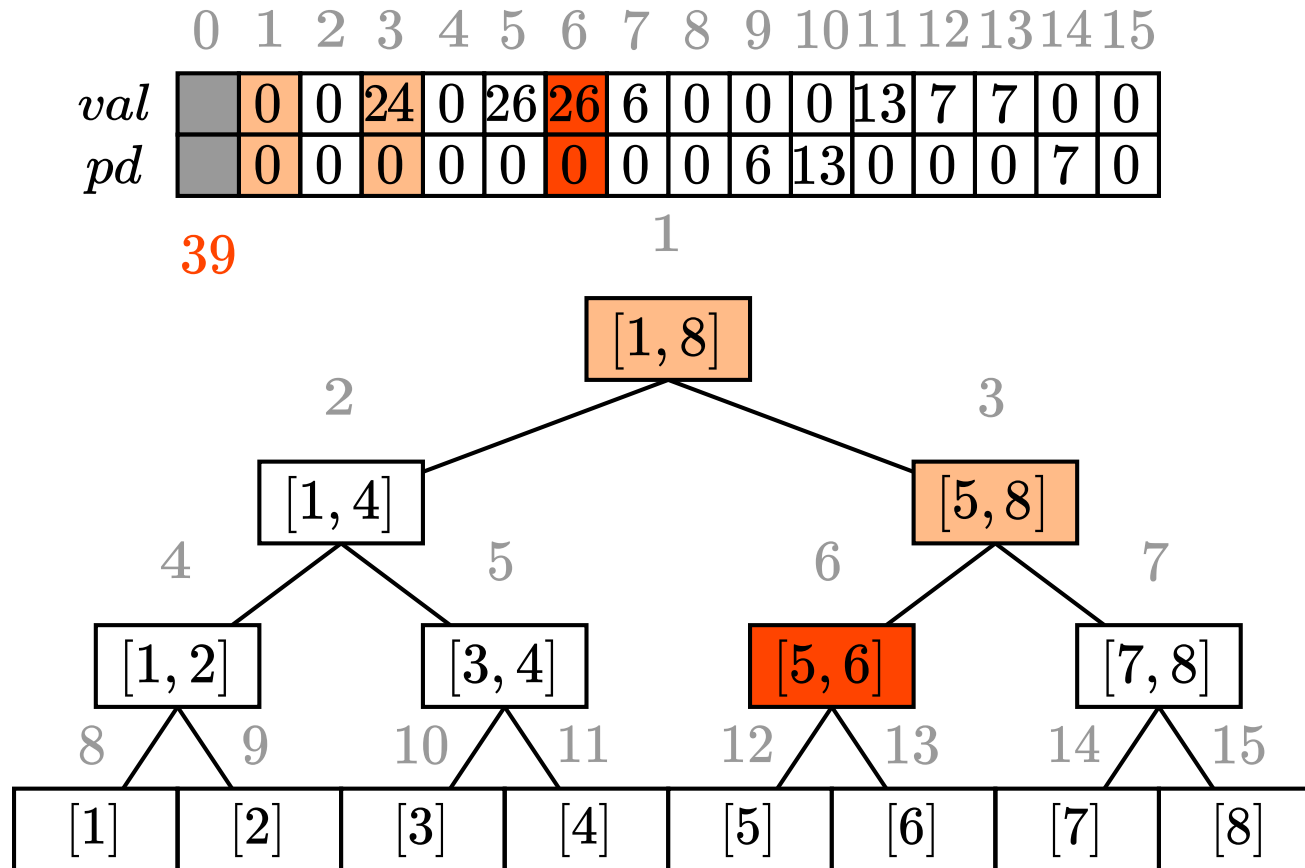 0 1 2 3 4 5 6 7 8 9 10 11 12 13 14 15
val 0 0 24 0 26 26 6 0 0 0 13 7 7 0 0
pd 0 0 0 0 0 0 0 0 6 13 0 0 0 7 0
1
39
[1, 8]
2 3
[1, 4] [5, 8]
4 5 6 7
[1, 2] [3, 4] [5, 6] [7, 8]
8 9 10 11 12 13 14 15
[1] [2] [3] [4] [5] [6] [7] [8]